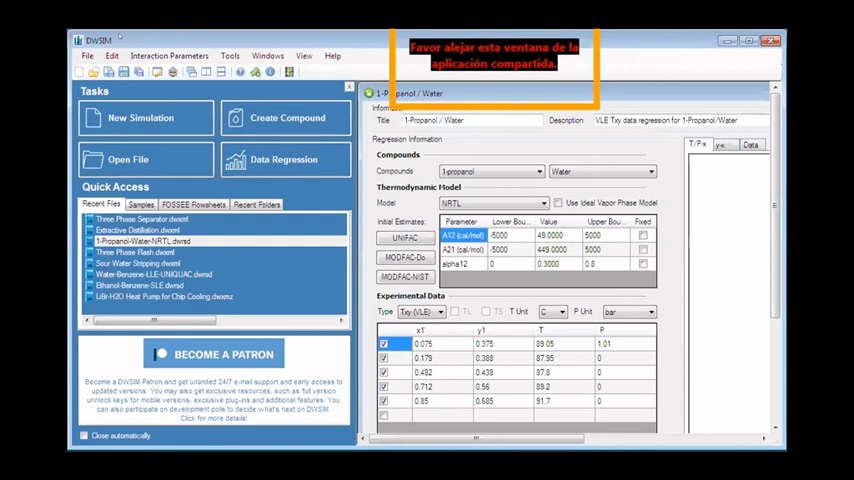 DWSIM
Favor alejar esta ventana de la
aplicación compartida.
File Edit Interaction Parameters Tools Windows View Help
Tasks
New Simulation
Create Compound
Open File
Data Regression
Quick Access
Recent Files Samples FOSSEE Flowsheets Recent Folders
Three Phase Separator.dwxml
Extractive Distillation.dwxml
1-Propanol-Water-NRTL.dwrsd
Three Phase Flash.dwxml
Sour Water Stripping.dwxml
Water-Benzene-LLE-UNIQUAC.dwrsd
Ethanol-Benzene-SLE.dwrsd
LiBr-H2O Heat Pump for Chip Cooling.dwxmz
BECOME A PATRON
Become a DWSIM Patron and get unlimited 24/7 e-mail support and early access to
updated versions. You may also get exclusive resources, such as full version
unlock keys for mobile versions, exclusive plug-ins and additional features. You
can also participate on development polls to decide what's next on DWSIM.
Click for more details!
Close automatically
1-Propanol / Water
Title 1-Propanol / Water Description VLE Txy data regression for 1-Propanol/Water
Regression Information
Compounds
Compounds 1-propanol Water
Thermodynamic Model
Model NRTL Use Ideal Vapor Phase Model
Initial Estimates:
UNIFAC
MODFAC-Do
MODFAC-NIST
Parameter Lower Bou... Value Upper Bou... Fixed
A12 (cal/mol) -5000 49.0000 5000
A21 (cal/mol) -5000 449.0000 5000
alpha12 0 0.3000 0.8
Experimental Data
Type Txy (VLE) TL TS T Unit C P Unit bar
x1' y1 T P
0.075 0.375 89.05 1.01
0.179 0.388 87.95 0
0.482 0.438 87.8 0
0.712 0.56 89.2 0
0.85 0.685 91.7 0
T/P-x y-x Data